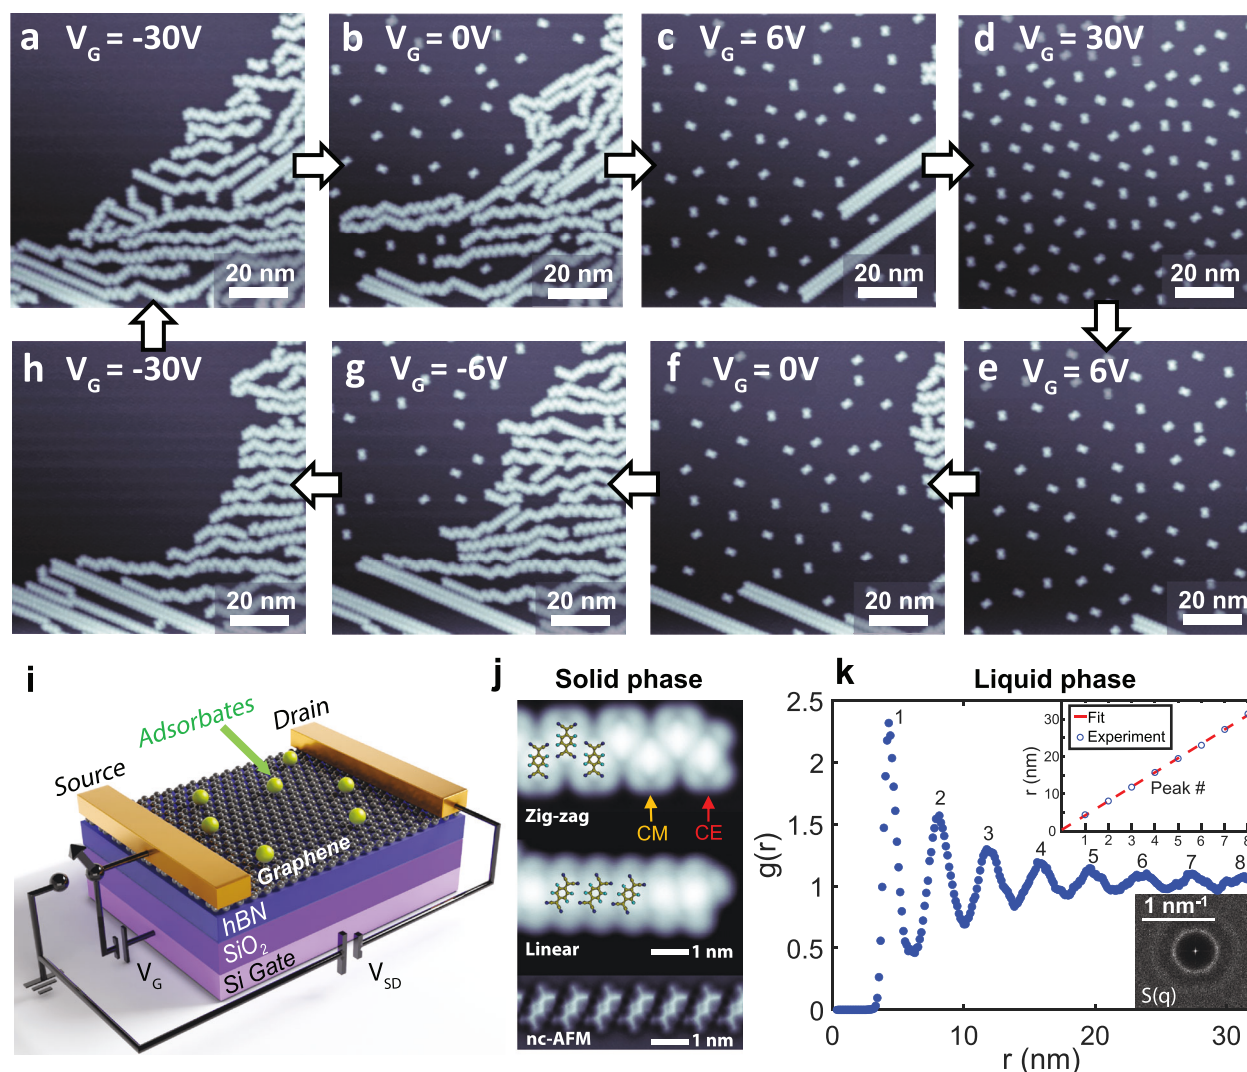 a V_G = -30V
b V_G = 0V
c V_G = 6V
d V_G = 30V
20 nm
20 nm
20 nm
20 nm
h V_G = -30V
g V_G = -6V
f V_G = 0V
e V_G = 6V
20 nm
20 nm
20 nm
20 nm
i
Adsorbates
Drain
Source
Graphene
hBN
SiO₂
Si Gate
V_G
V_SD
j Solid phase
Zig-zag
CM
CE
Linear
1 nm
nc-AFM
1 nm
k Liquid phase
g(r)
2.5
2
1.5
1
0.5
0
0 10 20 30
r (nm)
1
2
3
4
5
6
7
8
Fit
Experiment
r (nm)
30
20
10
0
Peak #
1 2 3 4 5 6 7 8
1 nm⁻¹
S(q)